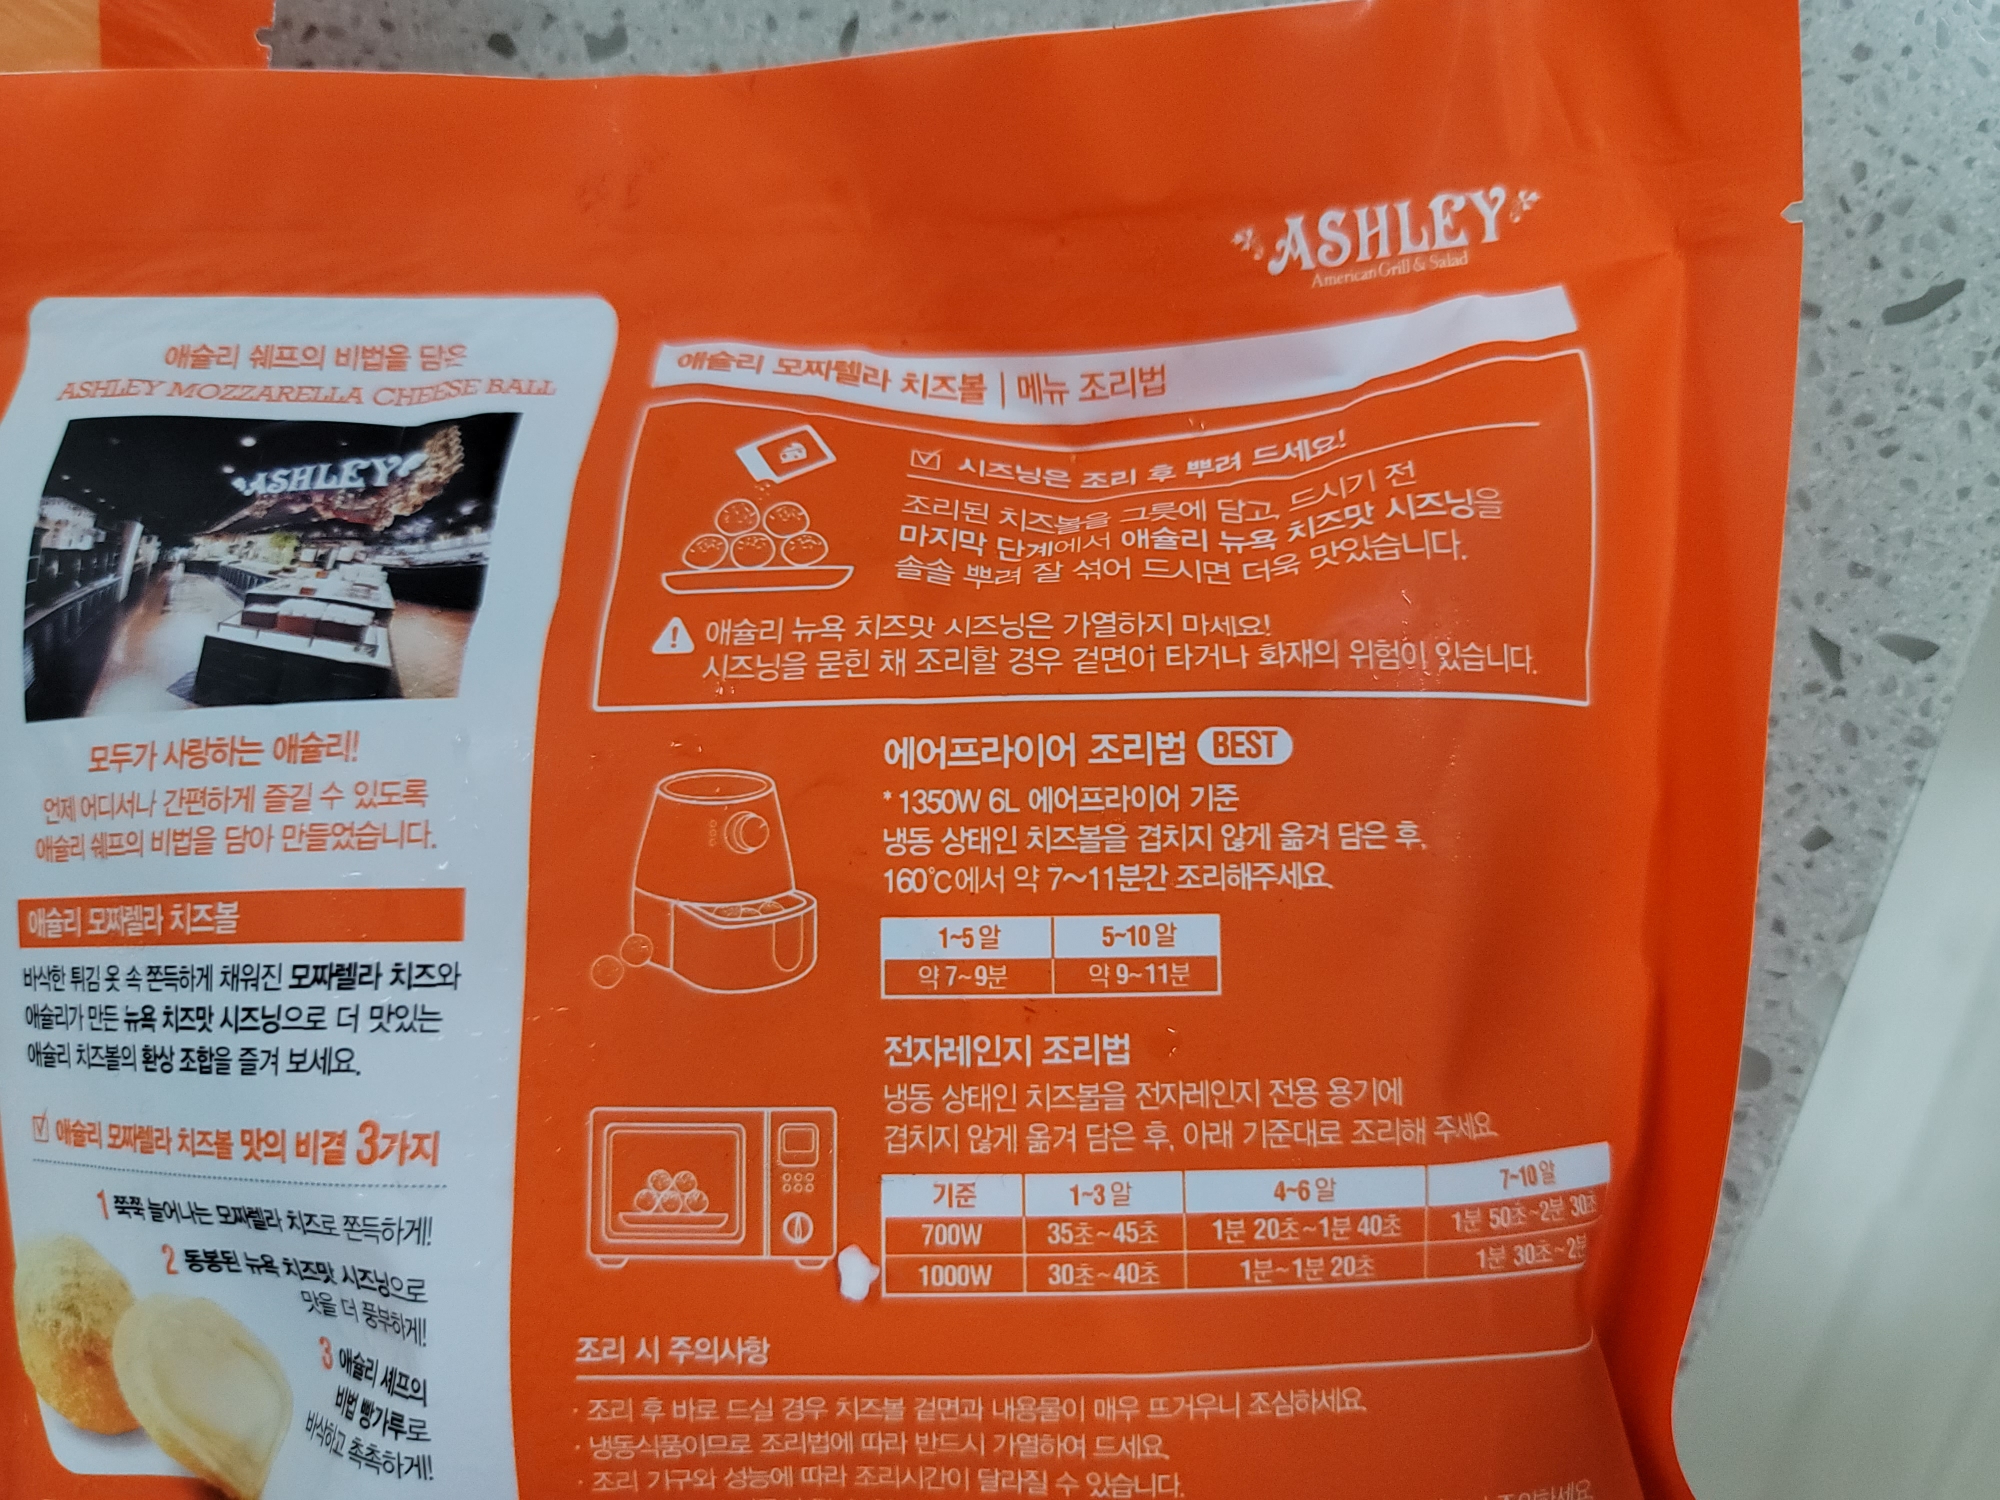 ASHLEY
American Grill & Salad
애슐리 쉐프의 비법을 담은
ASHLEY MOZZARELLA CHEESE BALL
ASHLEY
모두가 사랑하는 애슐리!
언제 어디서나 간편하게 즐길 수 있도록
애슐리 쉐프의 비법을 담아 만들었습니다.
애슐리 모짜렐라 치즈볼
바삭한 튀김 옷 속 쫀득하게 채워진 모짜렐라 치즈와
애슐리가 만든 뉴욕 치즈맛 시즈닝으로 더 맛있는
애슐리 치즈볼의 환상 조합을 즐겨 보세요.
애슐리 모짜렐라 치즈볼 맛의 비결 3가지
1 쭉쭉 늘어나는 모짜렐라 치즈로 쫀득하게!
2 동봉된 뉴욕 치즈맛 시즈닝으로
맛을 더 풍부하게!
3 애슐리 셰프의
비법 빵가루로
바삭하고 촉촉하게!
애슐리 모짜렐라 치즈볼 | 메뉴 조리법
시즈닝은 조리 후 뿌려 드세요!
조리된 치즈볼을 그릇에 담고, 드시기 전
마지막 단계에서 애슐리 뉴욕 치즈맛 시즈닝을
솔솔 뿌려 잘 섞어 드시면 더욱 맛있습니다.
애슐리 뉴욕 치즈맛 시즈닝은 가열하지 마세요!
시즈닝을 묻힌 채 조리할 경우 겉면이 타거나 화재의 위험이 있습니다.
에어프라이어 조리법 BEST
* 1350W 6L 에어프라이어 기준
냉동 상태인 치즈볼을 겹치지 않게 옮겨 담은 후,
160℃에서 약 7~11분간 조리해주세요.
1~5 알 5~10 알
약 7~9분 약 9~11분
전자레인지 조리법
냉동 상태인 치즈볼을 전자레인지 전용 용기에
겹치지 않게 옮겨 담은 후, 아래 기준대로 조리해 주세요.
기준 1~3 알 4~6 알 7~10 알
700W 35초~45초 1분 20초~1분 40초 1분 50초~2분 30초
1000W 30초~40초 1분~1분 20초 1분 30초~2분
조리 시 주의사항
· 조리 후 바로 드실 경우 치즈볼 겉면과 내용물이 매우 뜨거우니 조심하세요.
· 냉동식품이므로 조리법에 따라 반드시 가열하여 드세요.
· 조리 기구와 성능에 따라 조리시간이 달라질 수 있습니다.